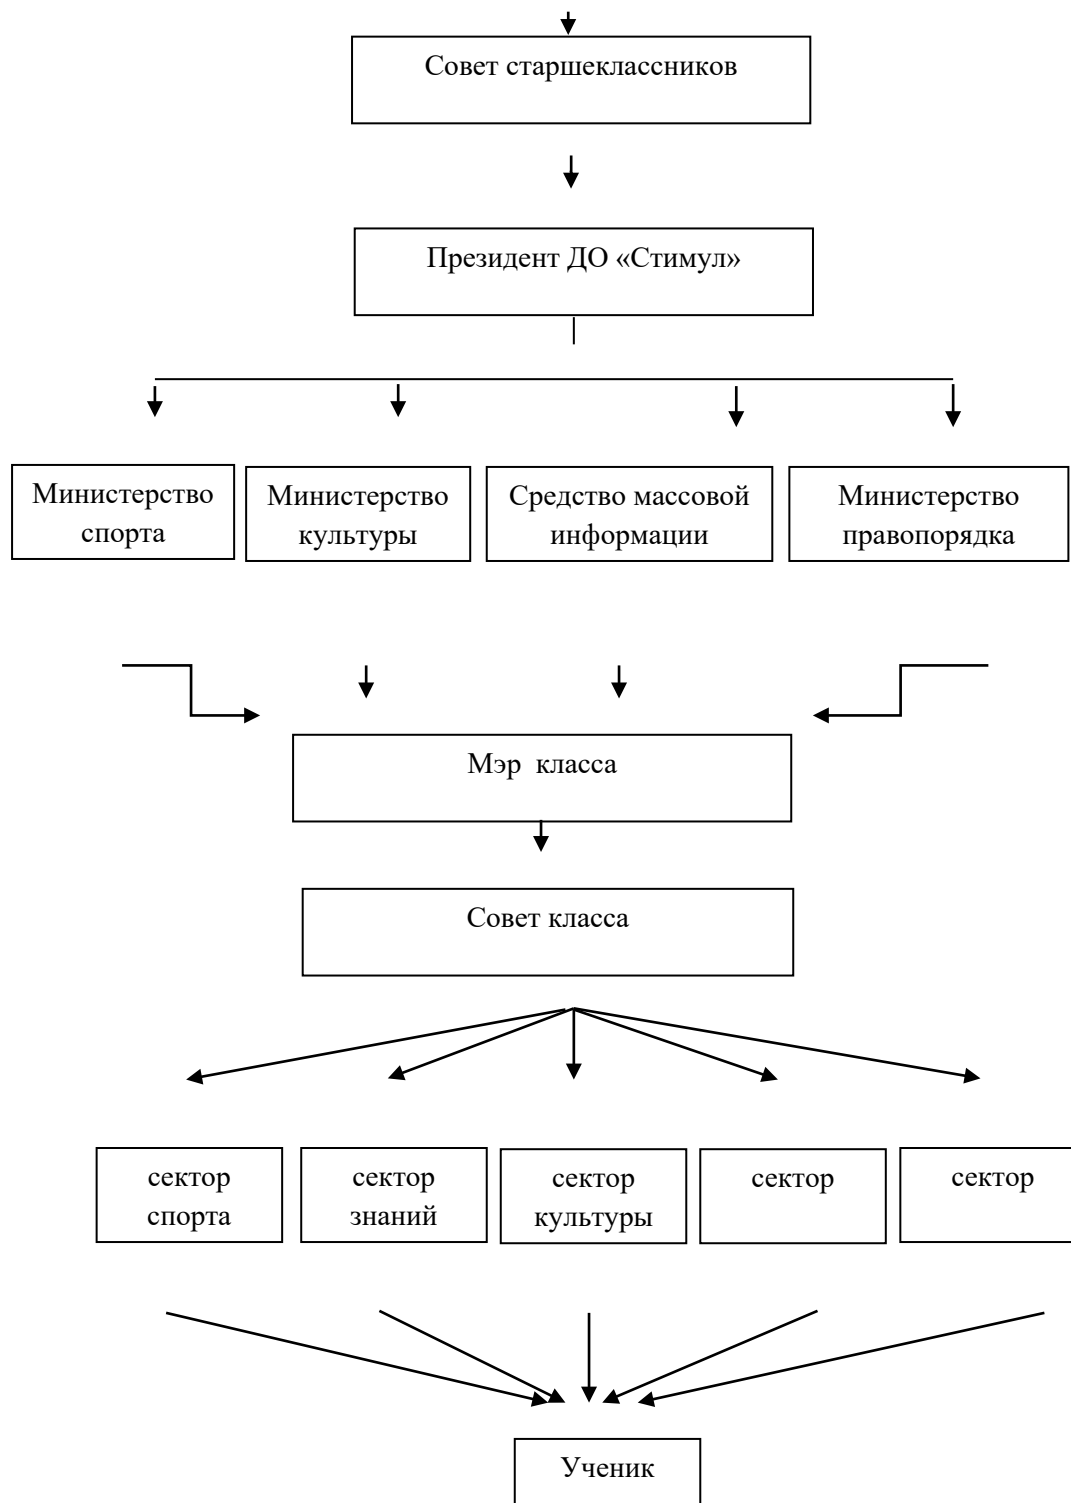 Совет старшеклассников
Президент ДО «Стимул»
Министерство
спорта
Министерство
культуры
Средство массовой
информации
Министерство
правопорядка
Мэр класса
Совет класса
сектор
спорта
сектор
знаний
сектор
культуры
сектор
сектор
Ученик